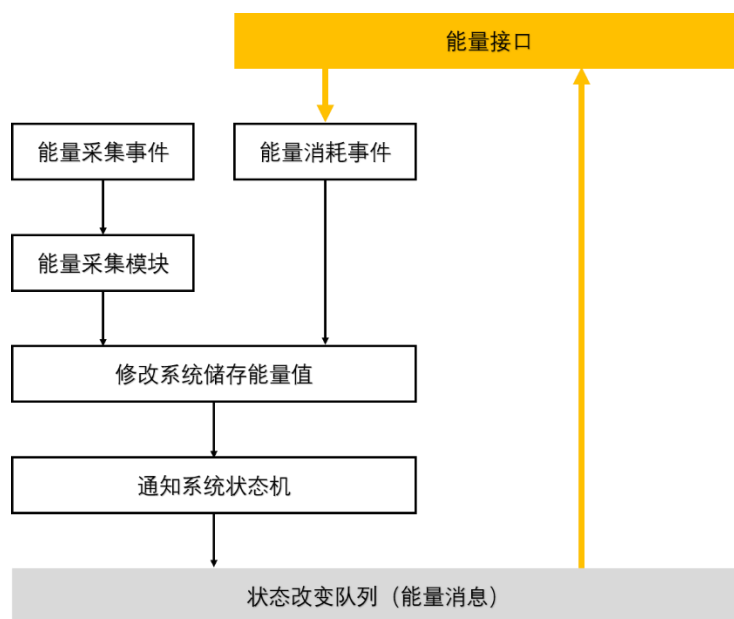 能量接口
能量采集事件
能量消耗事件
能量采集模块
修改系统储存能量值
通知系统状态机
状态改变队列（能量消息）